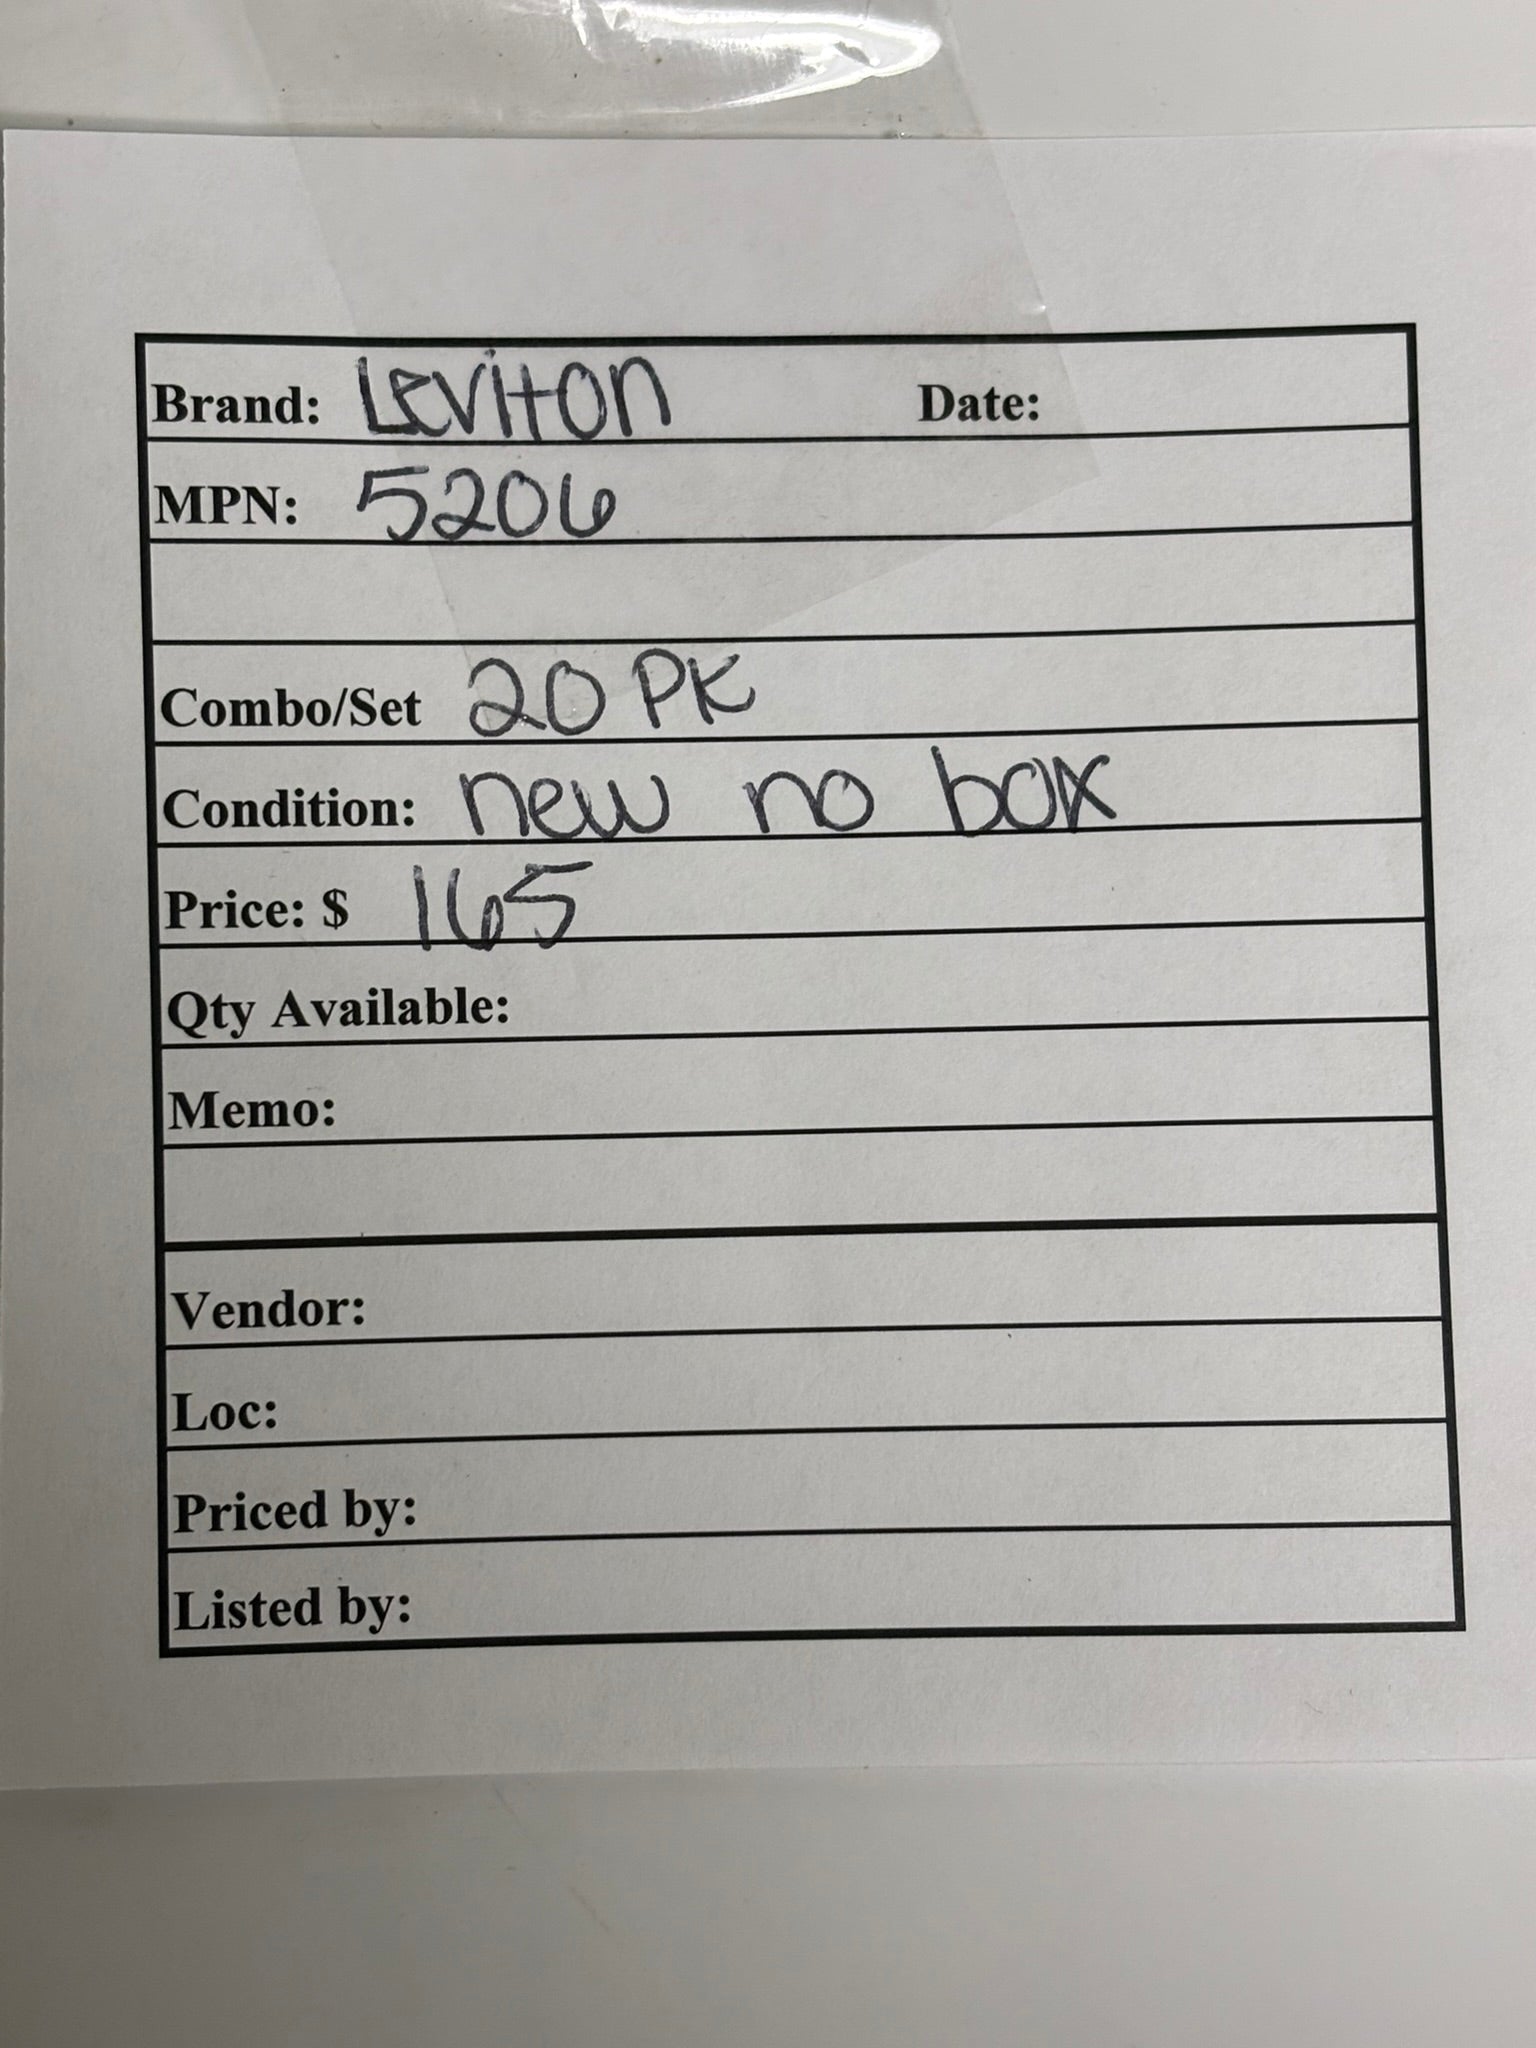 Brand: Leviton Date:
MPN: 5206
Combo/Set 20 PK
Condition: new no box
Price: $ 165
Qty Available:
Memo:
Vendor:
Loc:
Priced by:
Listed by: